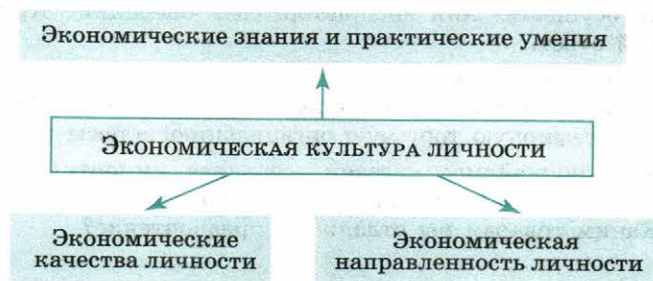 Экономические знания и практические умения
ЭКОНОМИЧЕСКАЯ КУЛЬТУРА ЛИЧНОСТИ
Экономические
качества личности
Экономическая
направленность личности